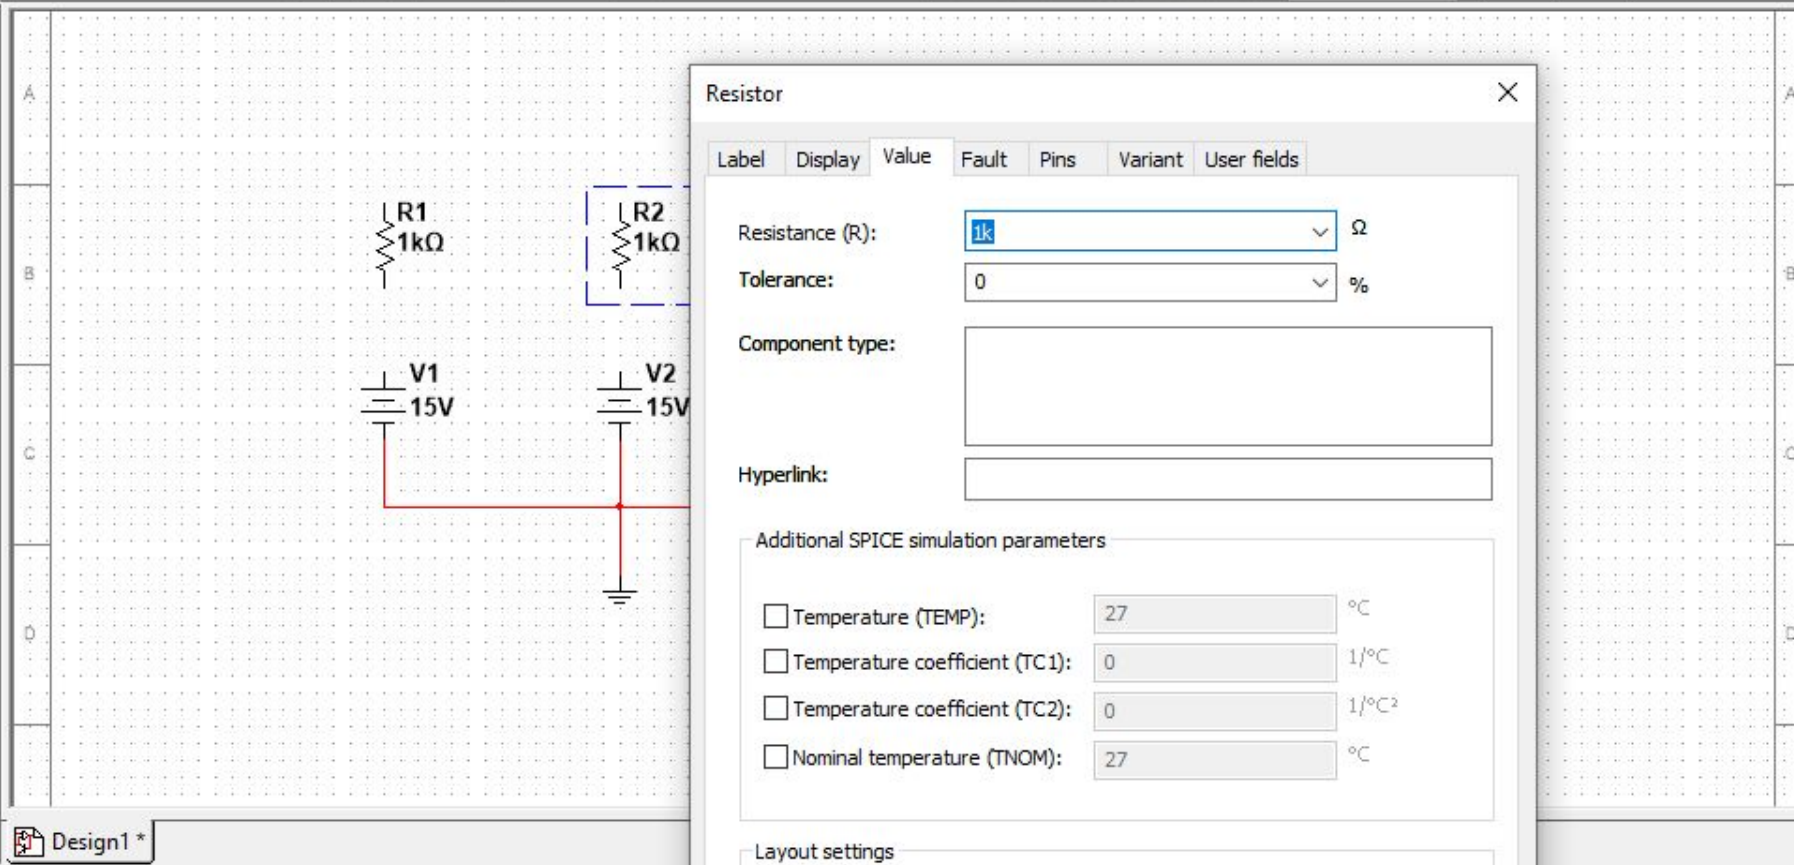 Resistor
Label Display Value Fault Pins Variant User fields
A
A
R1
1kΩ
R2
1kΩ
Resistance (R): 1k Ω
Tolerance: 0 %
B
B
Component type:
V1
15V
V2
15V
C
C
Hyperlink:
Additional SPICE simulation parameters
Temperature (TEMP): 27 °C
D
D
Temperature coefficient (TC1): 0 1/°C
Temperature coefficient (TC2): 0 1/°C²
Nominal temperature (TNOM): 27 °C
Design1 *
Layout settings